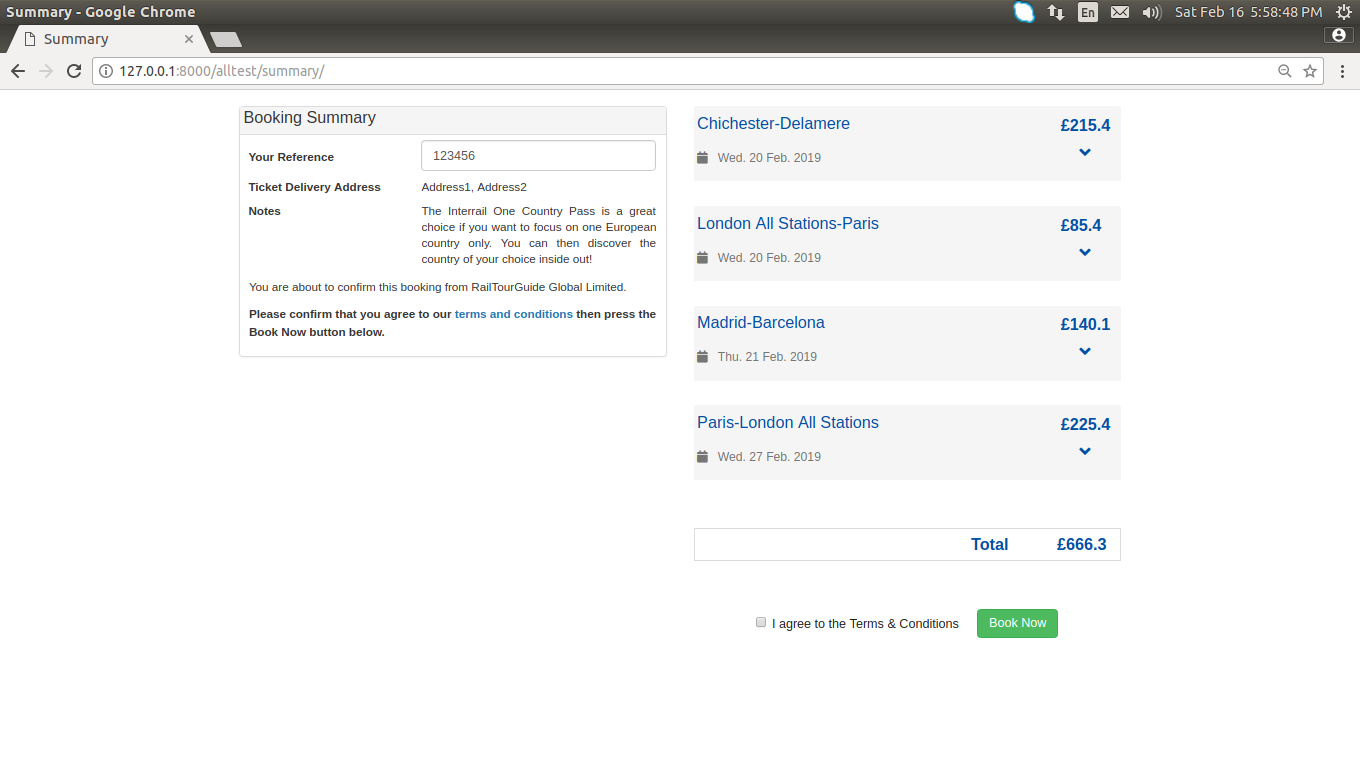 Summary - Google Chrome
En
Sat Feb 16 5:58:48 PM
Summary
127.0.0.1:8000/alltest/summary/
Booking Summary
Your Reference 123456
Ticket Delivery Address Address1, Address2
Notes The Interrail One Country Pass is a great
choice if you want to focus on one European
country only. You can then discover the
country of your choice inside out!
You are about to confirm this booking from RailTourGuide Global Limited.
Please confirm that you agree to our terms and conditions then press the
Book Now button below.
Chichester-Delamere £215.4
Wed. 20 Feb. 2019
London All Stations-Paris £85.4
Wed. 20 Feb. 2019
Madrid-Barcelona £140.1
Thu. 21 Feb. 2019
Paris-London All Stations £225.4
Wed. 27 Feb. 2019
Total £666.3
I agree to the Terms & Conditions Book Now